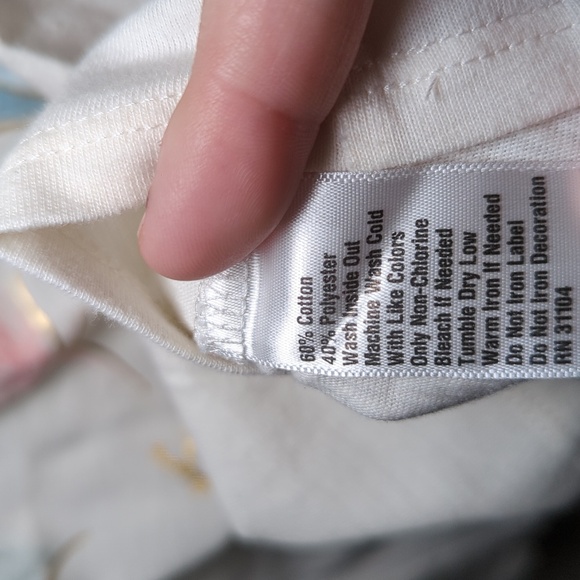 60% Cotton
40% Polyester
Wash Inside Out
Machine Wash Cold
With Like Colors
Only Non-Chlorine
Bleach If Needed
Tumble Dry Low
Warm Iron If Needed
Do Not Iron Label
Do Not Iron Decoration
RN 31104